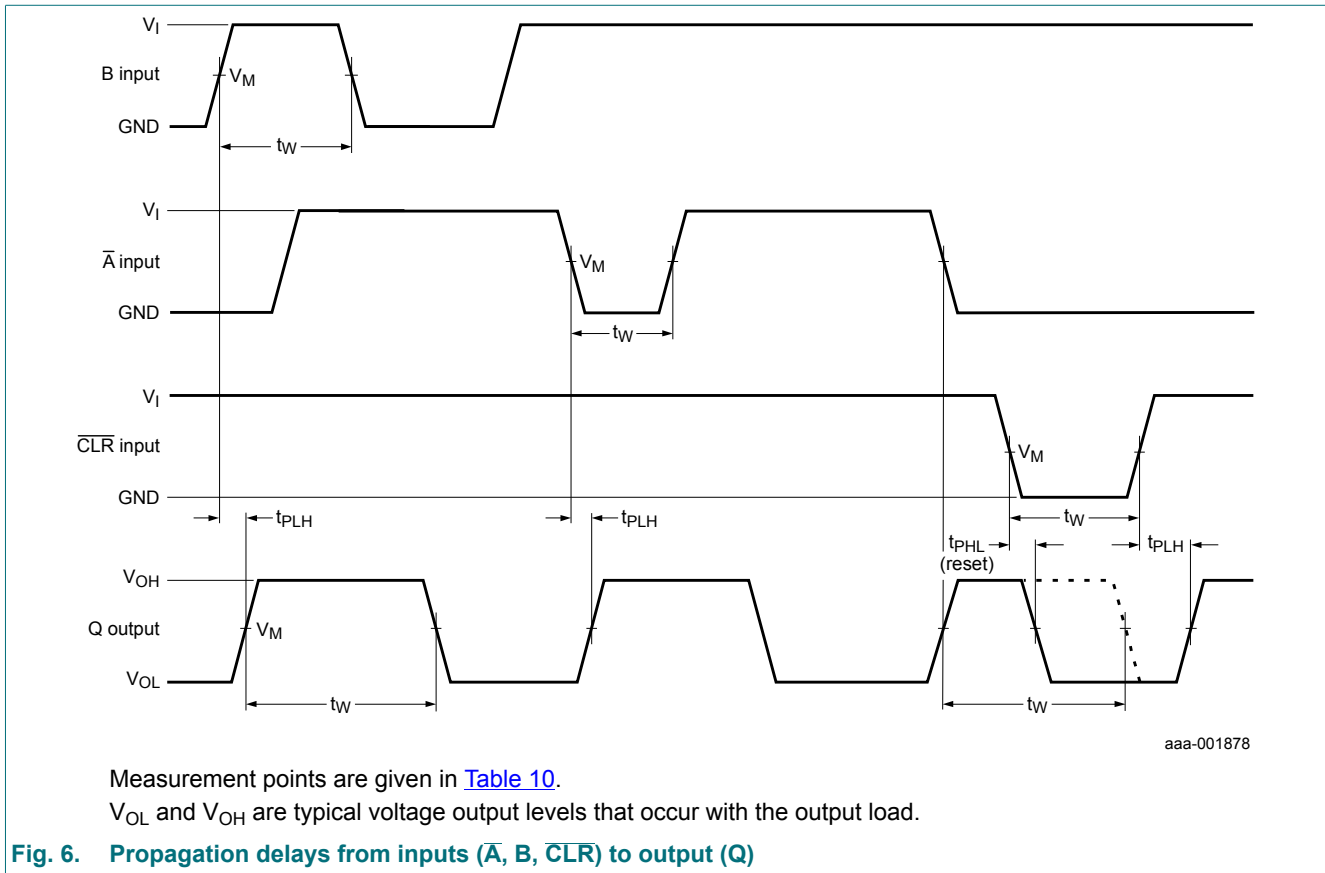 V_I
B input
V_M
GND
t_W
V_I
A̅ input
V_M
GND
t_W
V_I
C̅L̅R̅ input
V_M
GND
t_PLH
t_PLH
t_W
t_PHL
(reset)
t_PLH
V_OH
Q output
V_M
V_OL
t_W
t_W
aaa-001878
Measurement points are given in Table 10.
V_OL and V_OH are typical voltage output levels that occur with the output load.
Fig. 6. Propagation delays from inputs (A̅, B, C̅L̅R̅) to output (Q)